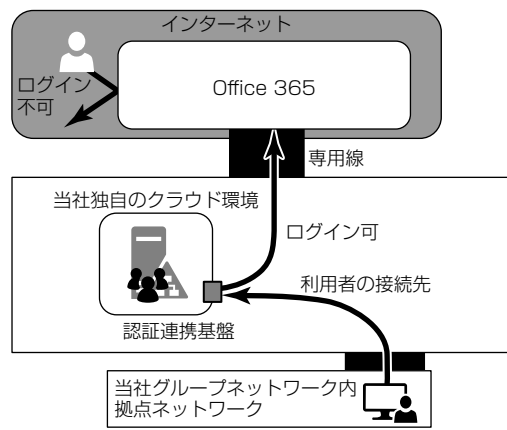 インターネット
ログイン
不可
Office 365
専用線
当社独自のクラウド環境
ログイン可
利用者の接続先
認証連携基盤
当社グループネットワーク内
拠点ネットワーク